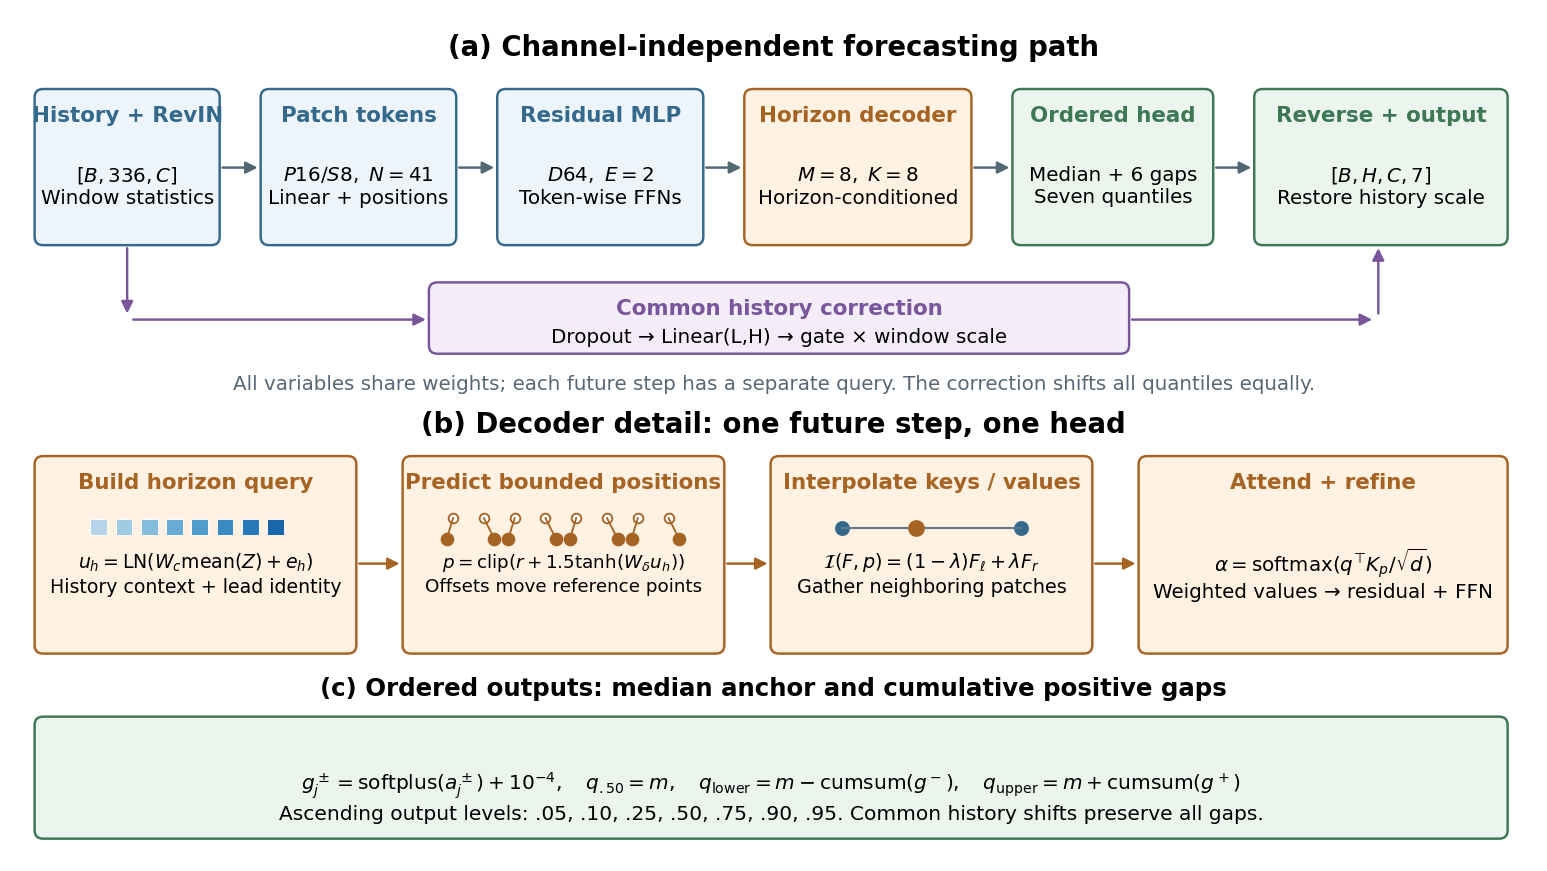 (a) Channel-independent forecasting path
History + RevIN
[B, 336, C]
Window statistics
Patch tokens
P16/S8, N = 41
Linear + positions
Residual MLP
D64, E = 2
Token-wise FFNs
Horizon decoder
M = 8, K = 8
Horizon-conditioned
Ordered head
Median + 6 gaps
Seven quantiles
Reverse + output
[B, H, C, 7]
Restore history scale
Common history correction
Dropout → Linear(L,H) → gate × window scale
All variables share weights; each future step has a separate query. The correction shifts all quantiles equally.
(b) Decoder detail: one future step, one head
Build horizon query
u_h = LN(W_c mean(Z) + e_h)
History context + lead identity
Predict bounded positions
p = clip(r + 1.5tanh(W_δ u_h))
Offsets move reference points
Interpolate keys / values
ℐ(F, p) = (1 − λ)F_ℓ + λF_r
Gather neighboring patches
Attend + refine
α = softmax(q^⊤ K_p/√d)
Weighted values → residual + FFN
(c) Ordered outputs: median anchor and cumulative positive gaps
g_j^± = softplus(a_j^±) + 10^−4, q_.50 = m, q_lower = m − cumsum(g^−), q_upper = m + cumsum(g^+)
Ascending output levels: .05, .10, .25, .50, .75, .90, .95. Common history shifts preserve all gaps.